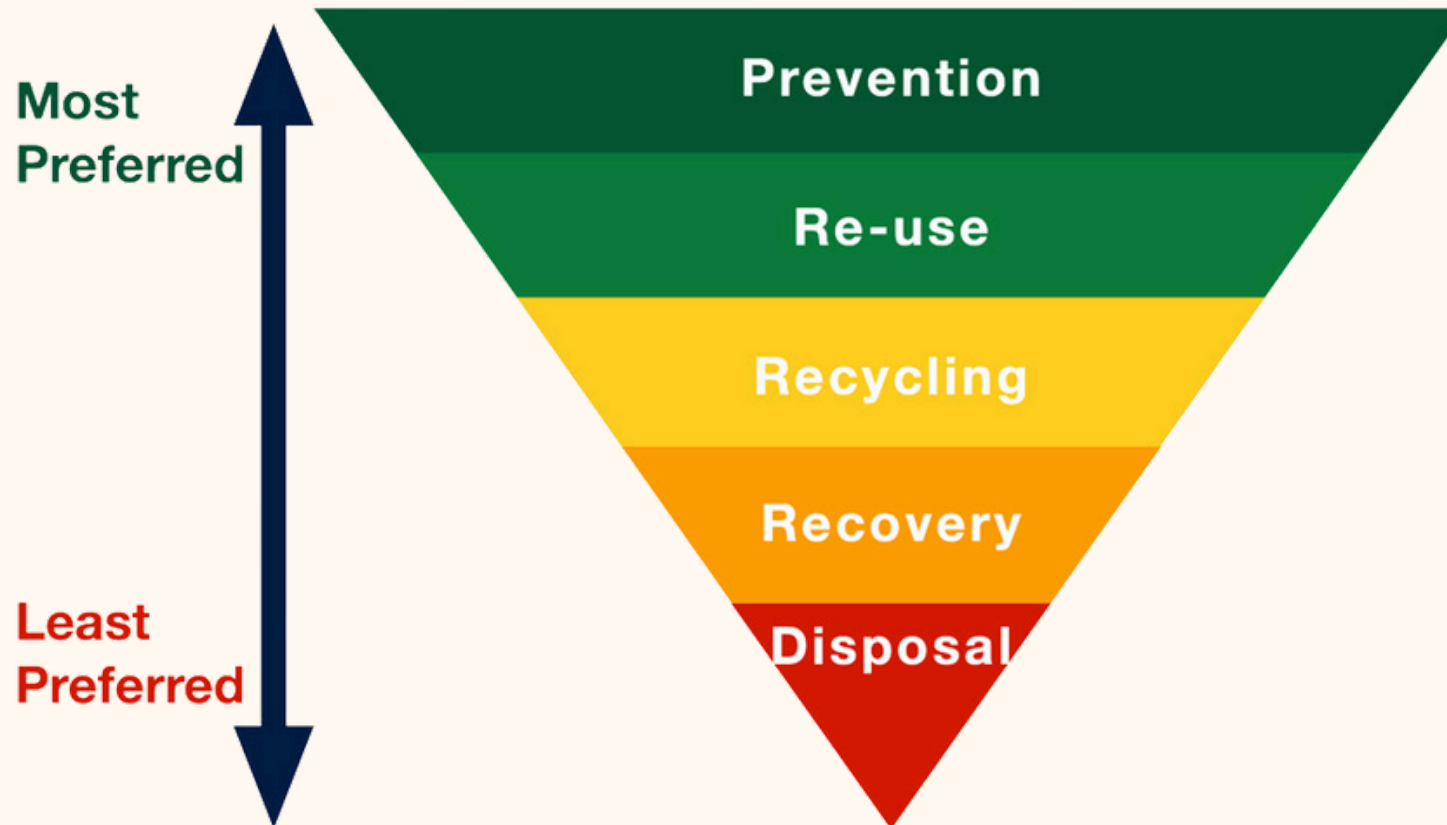 Most
Preferred
Prevention
Re-use
Recycling
Recovery
Least
Preferred
Disposal